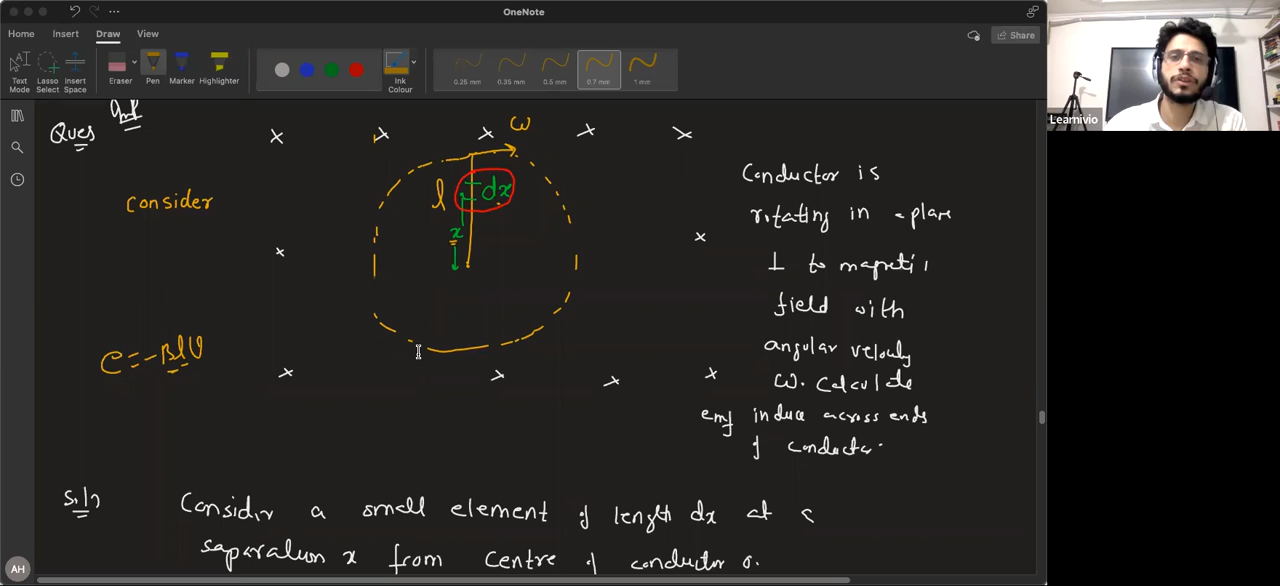 OneNote
Home Insert Draw View
Share
Text Mode
Lasso Select
Insert Space
Eraser
Pen
Marker
Highlighter
Ink Colour
0.25 mm
0.35 mm
0.5 mm
0.7 mm
1 mm
Learnivio
Ques
ω
l
dx
x
consider
e = - BlV
Conductor is
rotating in a plane
⊥ to
field with
angular
ω. Calculate
emf induce across ends
of conductor.
Consider a small element of length dx at a
separation x from centre of conductor o.
AH